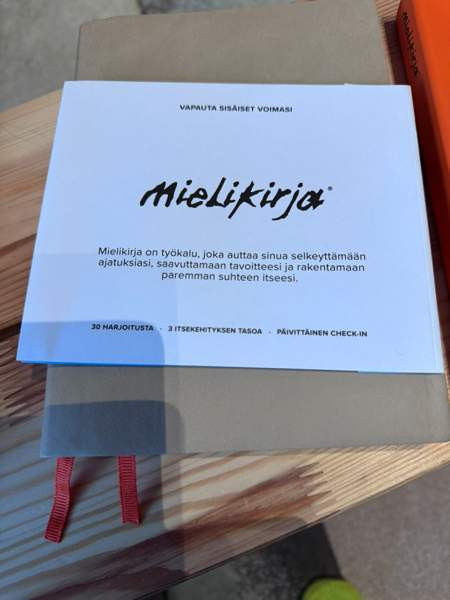 VAPAUTA SISÄISET VOIMASI
Mielikirja®
Mielikirja on työkalu, joka auttaa sinua selkeyttämään
ajatuksiasi, saavuttamaan tavoitteesi ja rakentamaan
paremman suhteen itseesi.
30 HARJOITUSTA · 3 ITSEKEHITYKSEN TASOA · PÄIVITTÄINEN CHECK-IN
mielikirja